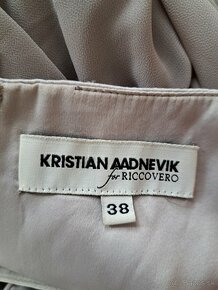 KRISTIAN AADNEVIK
for RICCOVERO
38